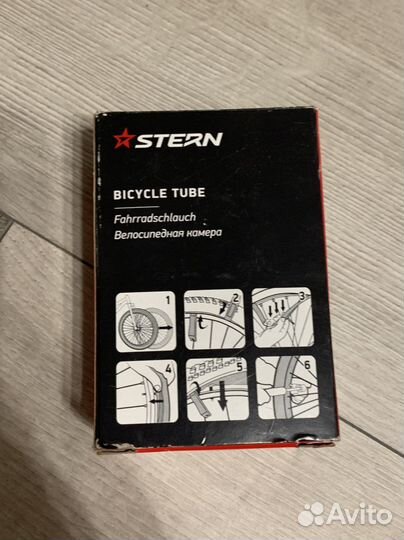 STERN
BICYCLE TUBE
Fahrradschlauch
Велосипедная камера
1 2 3
4 5 6
Avito